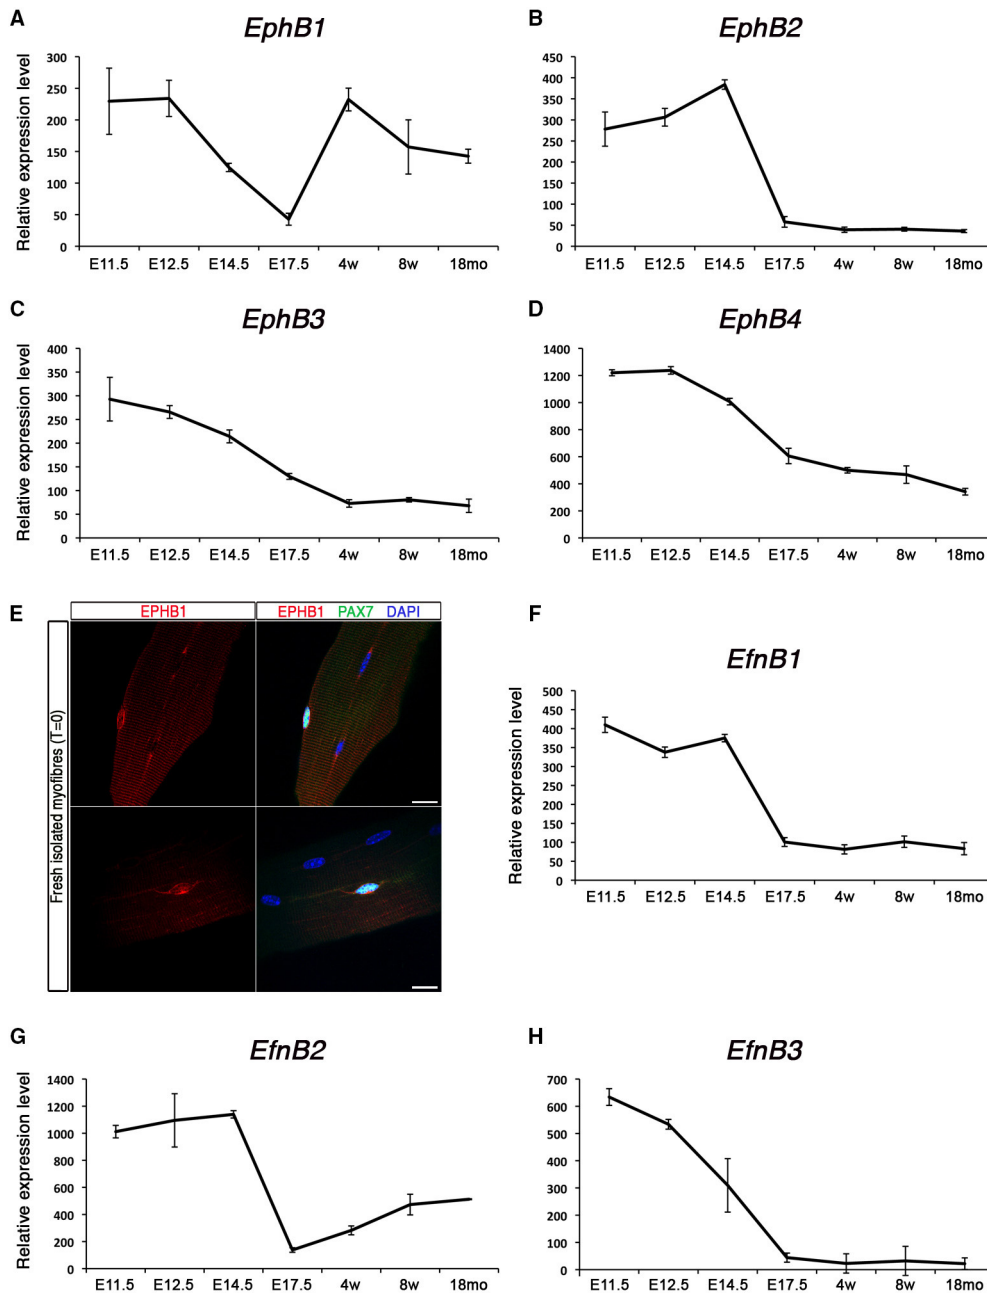 A
EphB1
Relative expression level
300
250
200
150
100
50
0
E11.5 E12.5 E14.5 E17.5 4w 8w 18mo
B
EphB2
450
400
350
300
250
200
150
100
50
0
E11.5 E12.5 E14.5 E17.5 4w 8w 18mo
C
EphB3
Relative expression level
400
350
300
250
200
150
100
50
0
E11.5 E12.5 E14.5 E17.5 4w 8w 18mo
D
EphB4
1400
1200
1000
800
600
400
200
0
E11.5 E12.5 E14.5 E17.5 4w 8w 18mo
E
EPHB1
EPHB1 PAX7 DAPI
Fresh isolated myofibres (T=0)
F
EfnB1
Relative expression level
500
450
400
350
300
250
200
150
100
50
0
E11.5 E12.5 E14.5 E17.5 4w 8w 18mo
G
EfnB2
Relative expression level
1400
1200
1000
800
600
400
200
0
E11.5 E12.5 E14.5 E17.5 4w 8w 18mo
H
EfnB3
700
600
500
400
300
200
100
0
E11.5 E12.5 E14.5 E17.5 4w 8w 18mo